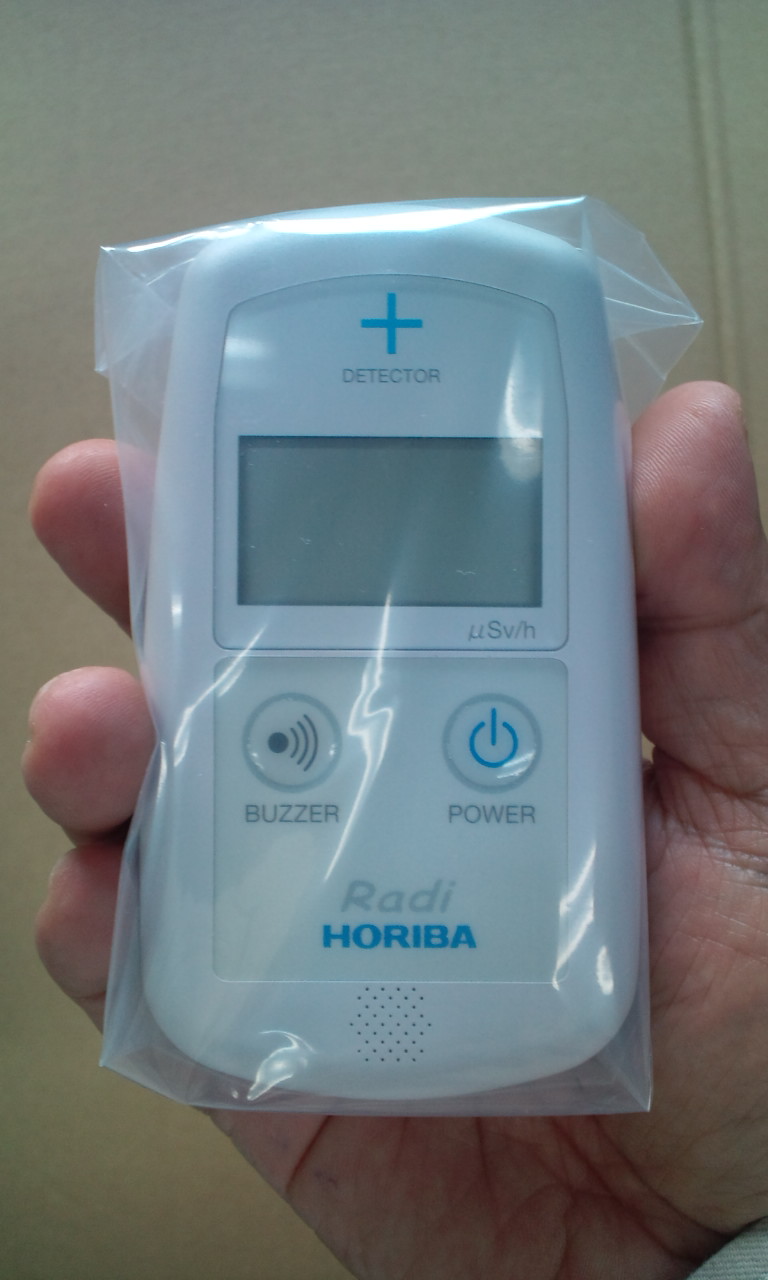 DETECTOR
μSv/h
BUZZER POWER
Radi
HORIBA